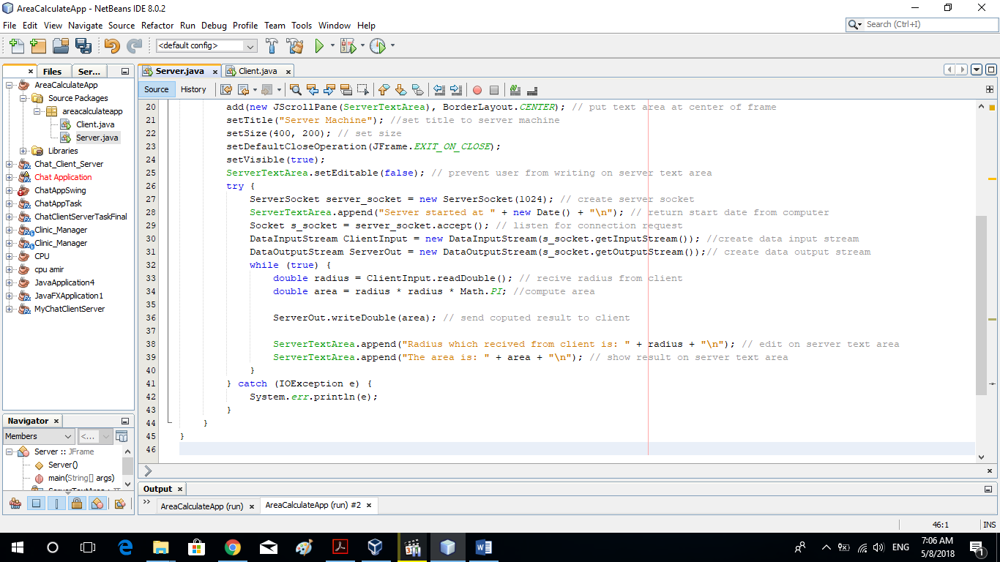 AreaCalculateApp - NetBeans IDE 8.0.2
File Edit View Navigate Source Refactor Run Debug Profile Team Tools Window Help
Search (Ctrl+I)
<default config>
Files
Ser...
AreaCalculateApp
Source Packages
areacalculateapp
Client.java
Server.java
Libraries
Chat_Client_Server
Chat Application
ChatAppSwing
ChatAppTask
ChatClientServerTaskFinal
Clinic_Manager
Clinic_Manager
CPU
cpu amir
JavaApplication4
JavaFXApplication1
MyChatClientServer
Navigator
Members
<...
Server :: JFrame
Server()
main(String[] args)
Server.java
Client.java
Source History
20 add(new JScrollPane(ServerTextArea), BorderLayout.CENTER); // put text area at center of frame
21 setTitle("Server Machine"); //set title to server machine
22 setSize(400, 200); // set size
23 setDefaultCloseOperation(JFrame.EXIT_ON_CLOSE);
24 setVisible(true);
25 ServerTextArea.setEditable(false); // prevent user from writing on server text area
26 try {
27 ServerSocket server_socket = new ServerSocket(1024); // create server socket
28 ServerTextArea.append("Server started at " + new Date() + "\n"); // return start date from computer
29 Socket s_socket = server_socket.accept(); // listen for connection request
30 DataInputStream ClientInput = new DataInputStream(s_socket.getInputStream()); //create data input stream
31 DataOutputStream ServerOut = new DataOutputStream(s_socket.getOutputStream());// create data output stream
32 while (true) {
33 double radius = ClientInput.readDouble(); // recive radius from client
34 double area = radius * radius * Math.PI; //compute area
35
36 ServerOut.writeDouble(area); // send coputed result to client
37
38 ServerTextArea.append("Radius which recived from client is: " + radius + "\n"); // edit on server text area
39 ServerTextArea.append("The area is: " + area + "\n"); // show result on server text area
40 }
41 } catch (IOException e) {
42 System.err.println(e);
43 }
44 }
45 }
46
Output
AreaCalculateApp (run)
AreaCalculateApp (run) #2
46:1 INS
ENG
7:06 AM
5/8/2018
1